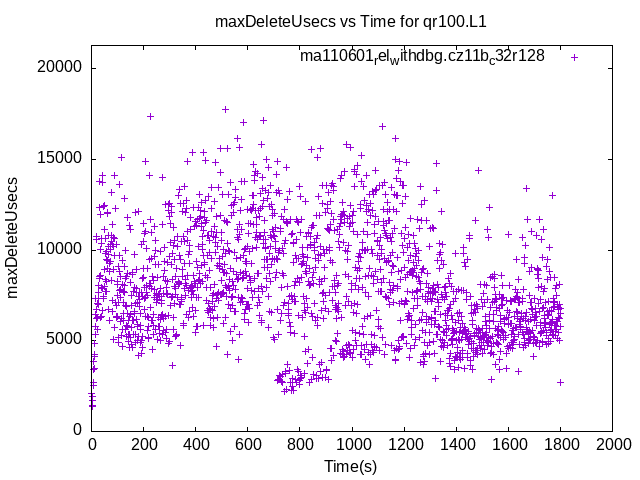 maxDeleteUsecs vs Time for qr100.L1
ma110601relwithdbg.cz11bc32r128
20000
15000
10000
5000
0
maxDeleteUsecs
0 200 400 600 800 1000 1200 1400 1600 1800 2000
Time(s)